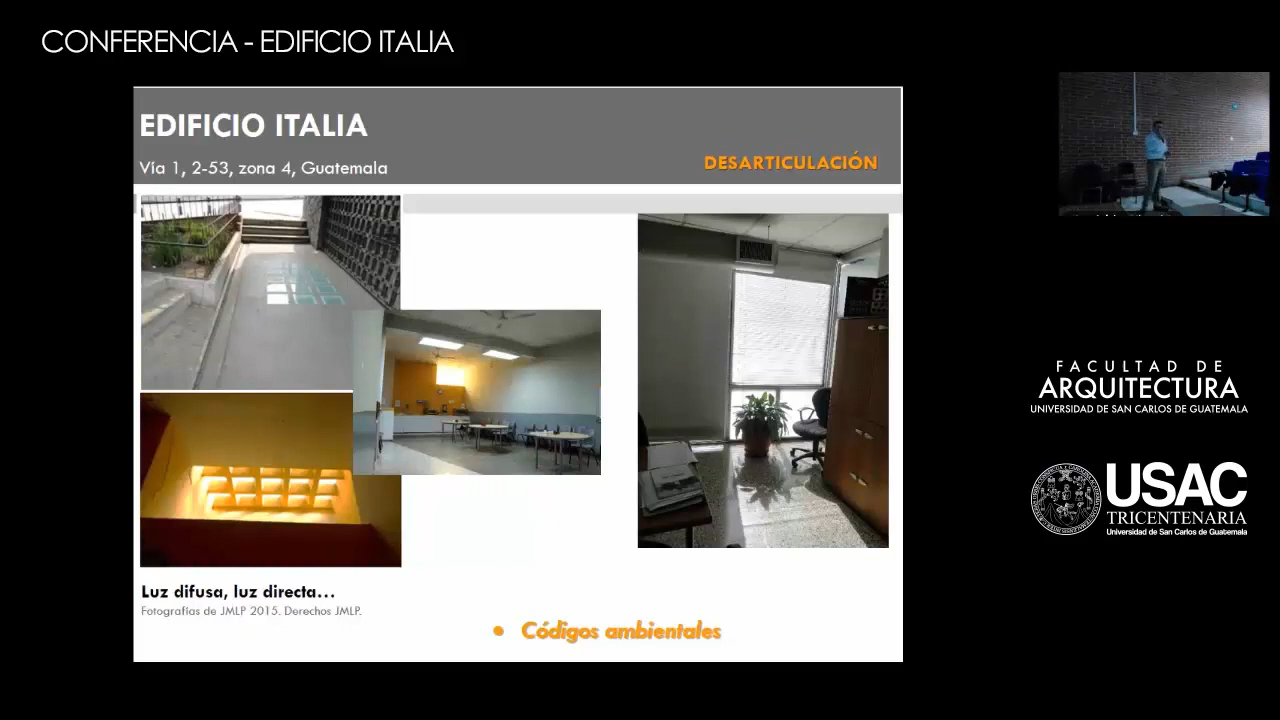 CONFERENCIA - EDIFICIO ITALIA
EDIFICIO ITALIA
Vía 1, 2-53, zona 4, Guatemala
DESARTICULACIÓN
Luz difusa, luz directa...
Fotografías de JMLP 2015. Derechos JMLP.
• Códigos ambientales
FACULTAD DE
ARQUITECTURA
UNIVERSIDAD DE SAN CARLOS DE GUATEMALA
USAC
TRICENTENARIA
Universidad de San Carlos de Guatemala